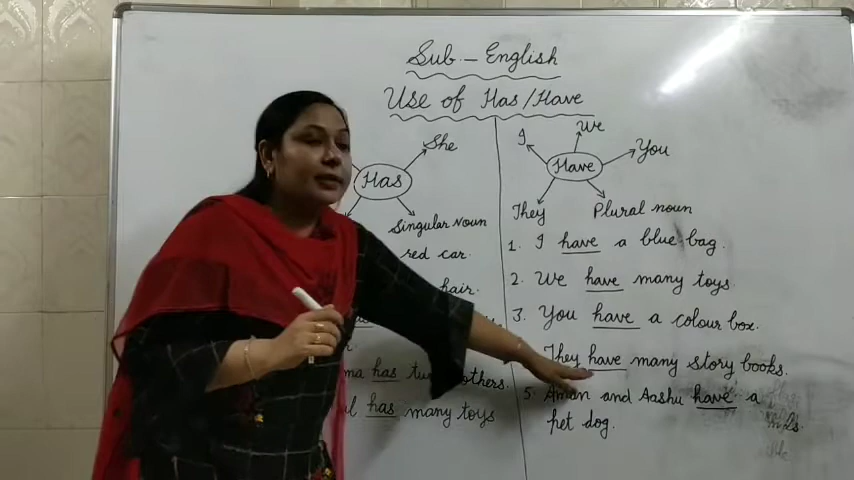 Sub - English
Use of Has/Have
She
Has
Singular Noun
red car.
hair.
has
others.
has many toys
I
We
You
Have
They
Plural noun
1. I have a blue bag.
2. We have many toys.
3. You have a colour box.
They have many story books.
5. Aman and Aashu have a
pet dog.